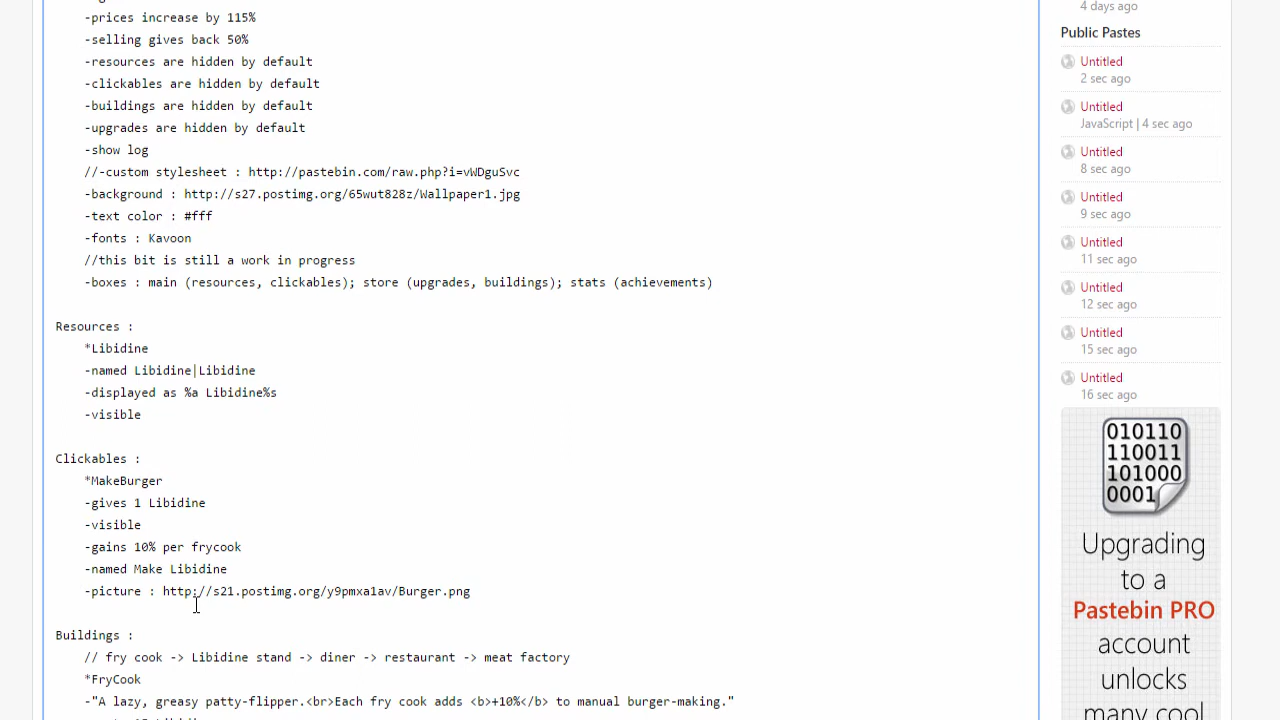 -prices increase by 115%
-selling gives back 50%
-resources are hidden by default
-clickables are hidden by default
-buildings are hidden by default
-upgrades are hidden by default
-show log
//-custom stylesheet : http://pastebin.com/raw.php?i=vWDguSvc
-background : http://s27.postimg.org/65wut828z/Wallpaper1.jpg
-text color : #fff
-fonts : Kavoon
//this bit is still a work in progress
-boxes : main (resources, clickables); store (upgrades, buildings); stats (achievements)
Resources :
*Libidine
-named Libidine|Libidine
-displayed as %a Libidine%s
-visible
Clickables :
*MakeBurger
-gives 1 Libidine
-visible
-gains 10% per frycook
-named Make Libidine
-picture : http://s21.postimg.org/y9pmxa1av/Burger.png
Buildings :
// fry cook -> Libidine stand -> diner -> restaurant -> meat factory
*FryCook
-"A lazy, greasy patty-flipper.<br>Each fry cook adds <b>+10%</b> to manual burger-making."
4 days ago
Public Pastes
Untitled
2 sec ago
Untitled
JavaScript | 4 sec ago
Untitled
8 sec ago
Untitled
9 sec ago
Untitled
11 sec ago
Untitled
12 sec ago
Untitled
15 sec ago
Untitled
16 sec ago
010110
110011
101000
0001
Upgrading
to a
Pastebin PRO
account
unlocks
many cool